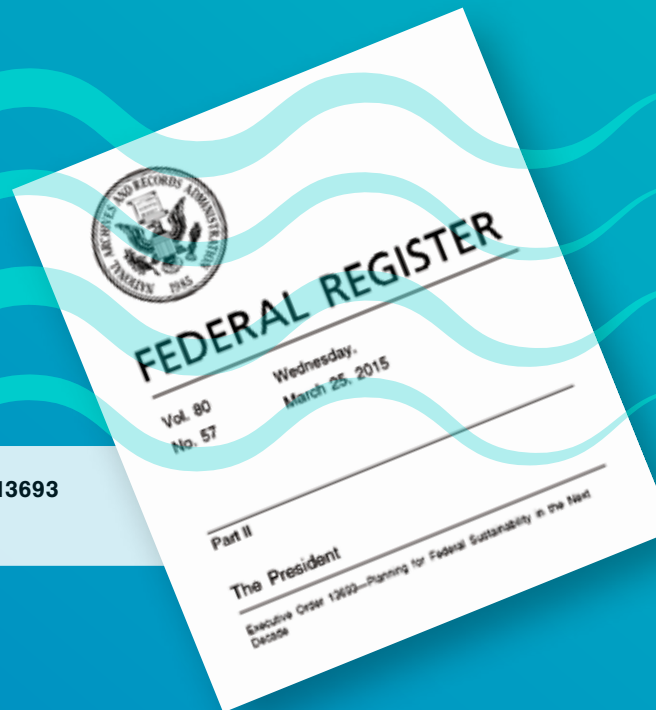 NATIONAL ARCHIVES AND RECORDS ADMINISTRATION
1985
FEDERAL REGISTER
Vol. 80
No. 57
Wednesday,
March 25, 2015
13693
Part II
The President
Executive Order 13693—Planning for Federal Sustainability in the Next
Decade